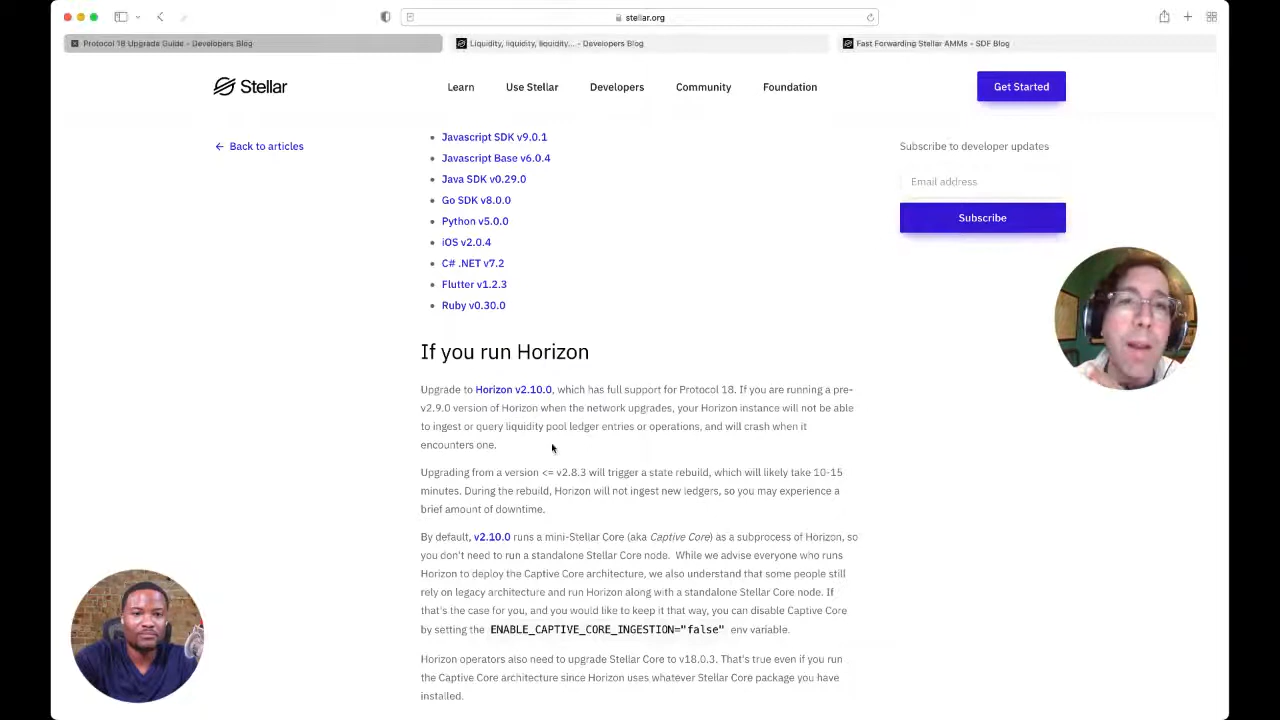 stellar.org
Protocol 18 Upgrade Guide - Developers Blog
Liquidity, liquidity, liquidity... - Developers Blog
Fast Forwarding Stellar AMMs - SDF Blog
Stellar
Learn
Use Stellar
Developers
Community
Foundation
Get Started
← Back to articles
Javascript SDK v9.0.1
Javascript Base v6.0.4
Java SDK v0.29.0
Go SDK v8.0.0
Python v5.0.0
iOS v2.0.4
C# .NET v7.2
Flutter v1.2.3
Ruby v0.30.0
Subscribe to developer updates
Email address
Subscribe
If you run Horizon
Upgrade to Horizon v2.10.0, which has full support for Protocol 18. If you are running a pre-
v2.9.0 version of Horizon when the network upgrades, your Horizon instance will not be able
to ingest or query liquidity pool ledger entries or operations, and will crash when it
encounters one.
Upgrading from a version <= v2.8.3 will trigger a state rebuild, which will likely take 10-15
minutes. During the rebuild, Horizon will not ingest new ledgers, so you may experience a
brief amount of downtime.
By default, v2.10.0 runs a mini-Stellar Core (aka Captive Core) as a subprocess of Horizon, so
you don't need to run a standalone Stellar Core node. While we advise everyone who runs
Horizon to deploy the Captive Core architecture, we also understand that some people still
rely on legacy architecture and run Horizon along with a standalone Stellar Core node. If
that's the case for you, and you would like to keep it that way, you can disable Captive Core
by setting the ENABLE_CAPTIVE_CORE_INGESTION="false" env variable.
Horizon operators also need to upgrade Stellar Core to v18.0.3. That's true even if you run
the Captive Core architecture since Horizon uses whatever Stellar Core package you have
installed.